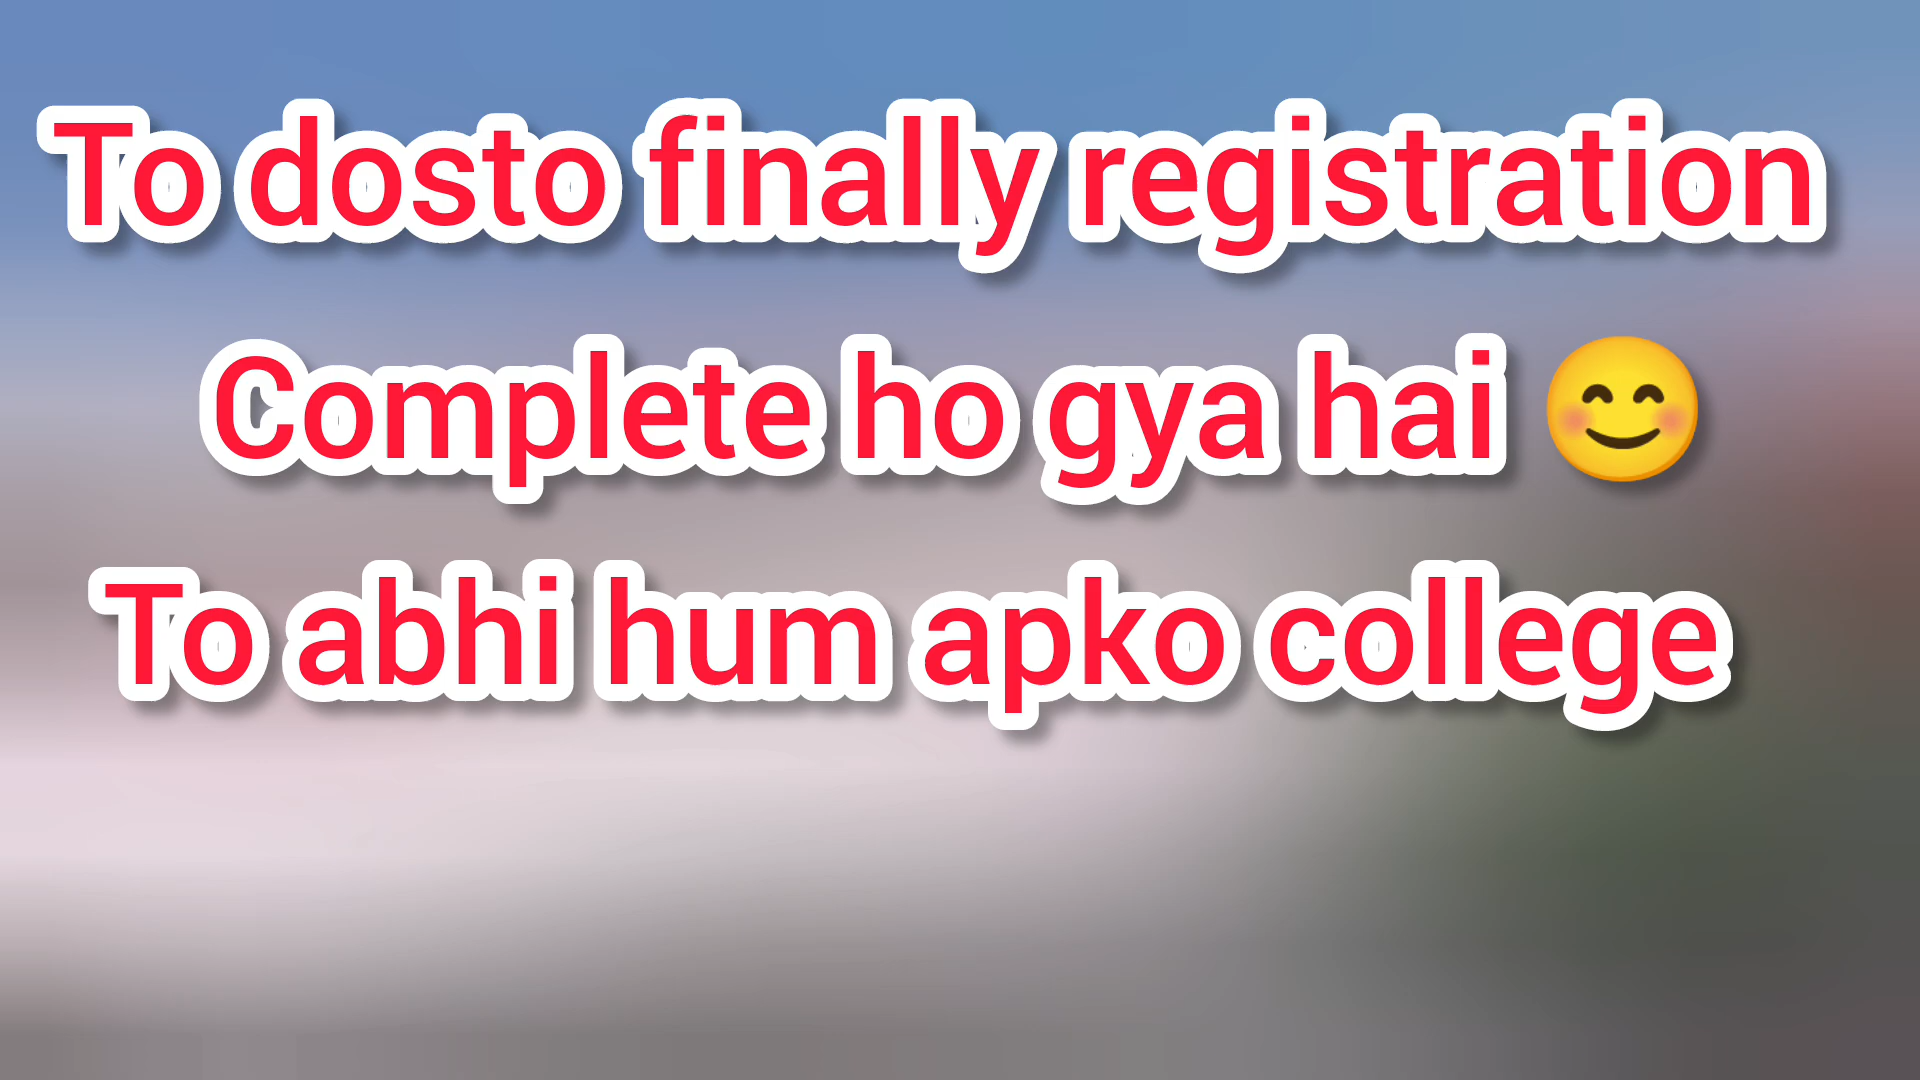 To dosto finally registration
Complete ho gya hai 😊
To abhi hum apko college